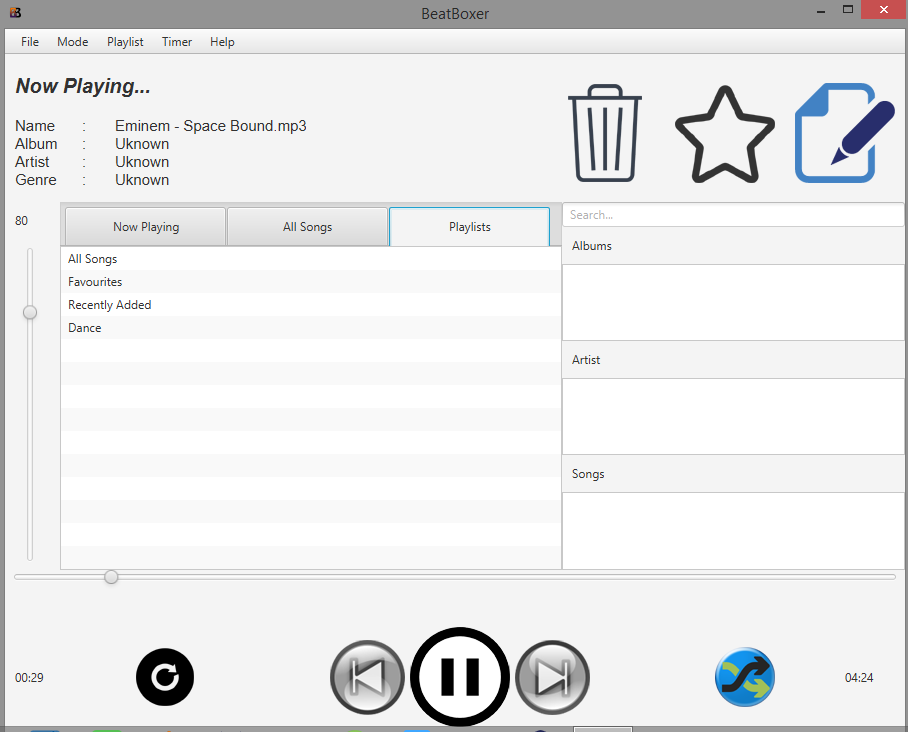 BeatBoxer
File Mode Playlist Timer Help
Now Playing...
Name : Eminem - Space Bound.mp3
Album : Uknown
Artist : Uknown
Genre : Uknown
80
Now Playing All Songs Playlists
Search...
All Songs
Favourites
Recently Added
Dance
Albums
Artist
Songs
00:29
04:24